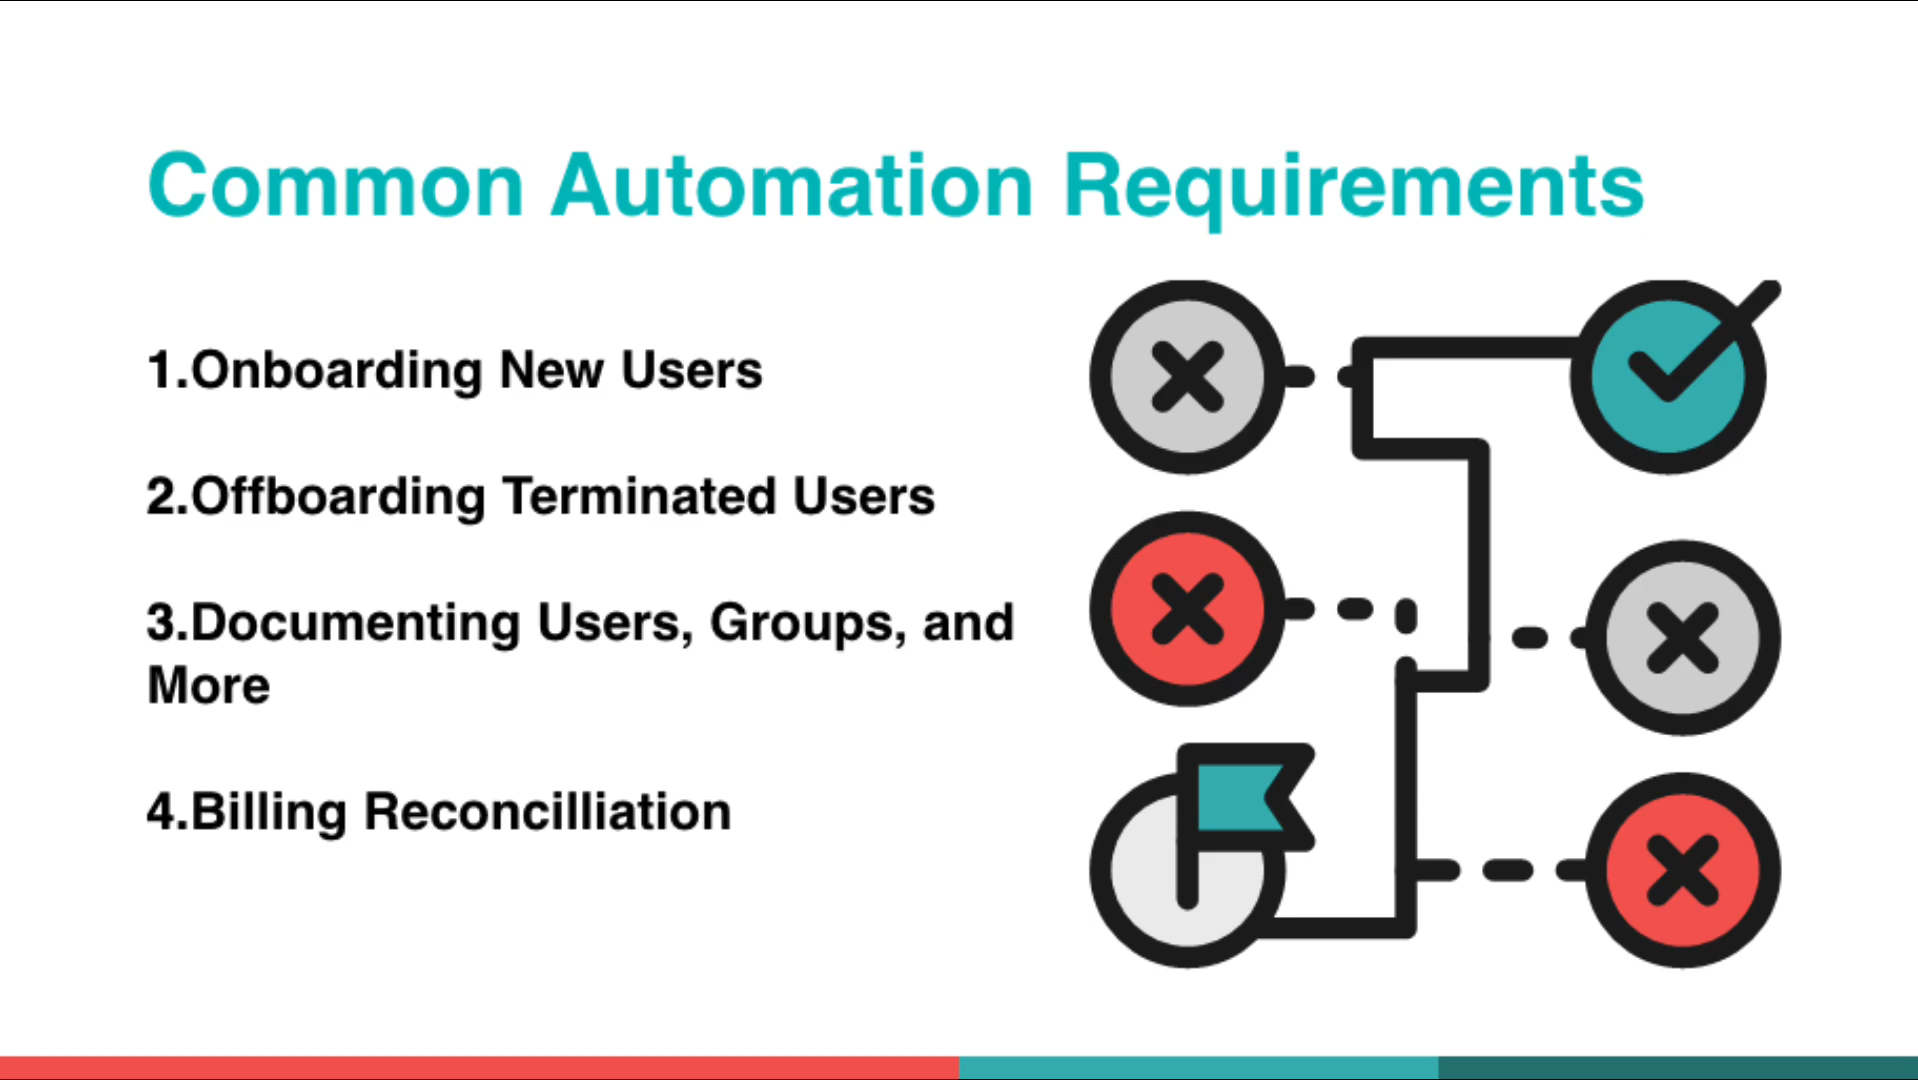 Common Automation Requirements
1.Onboarding New Users
2.Offboarding Terminated Users
3.Documenting Users, Groups, and
More
4.Billing Reconcilliation